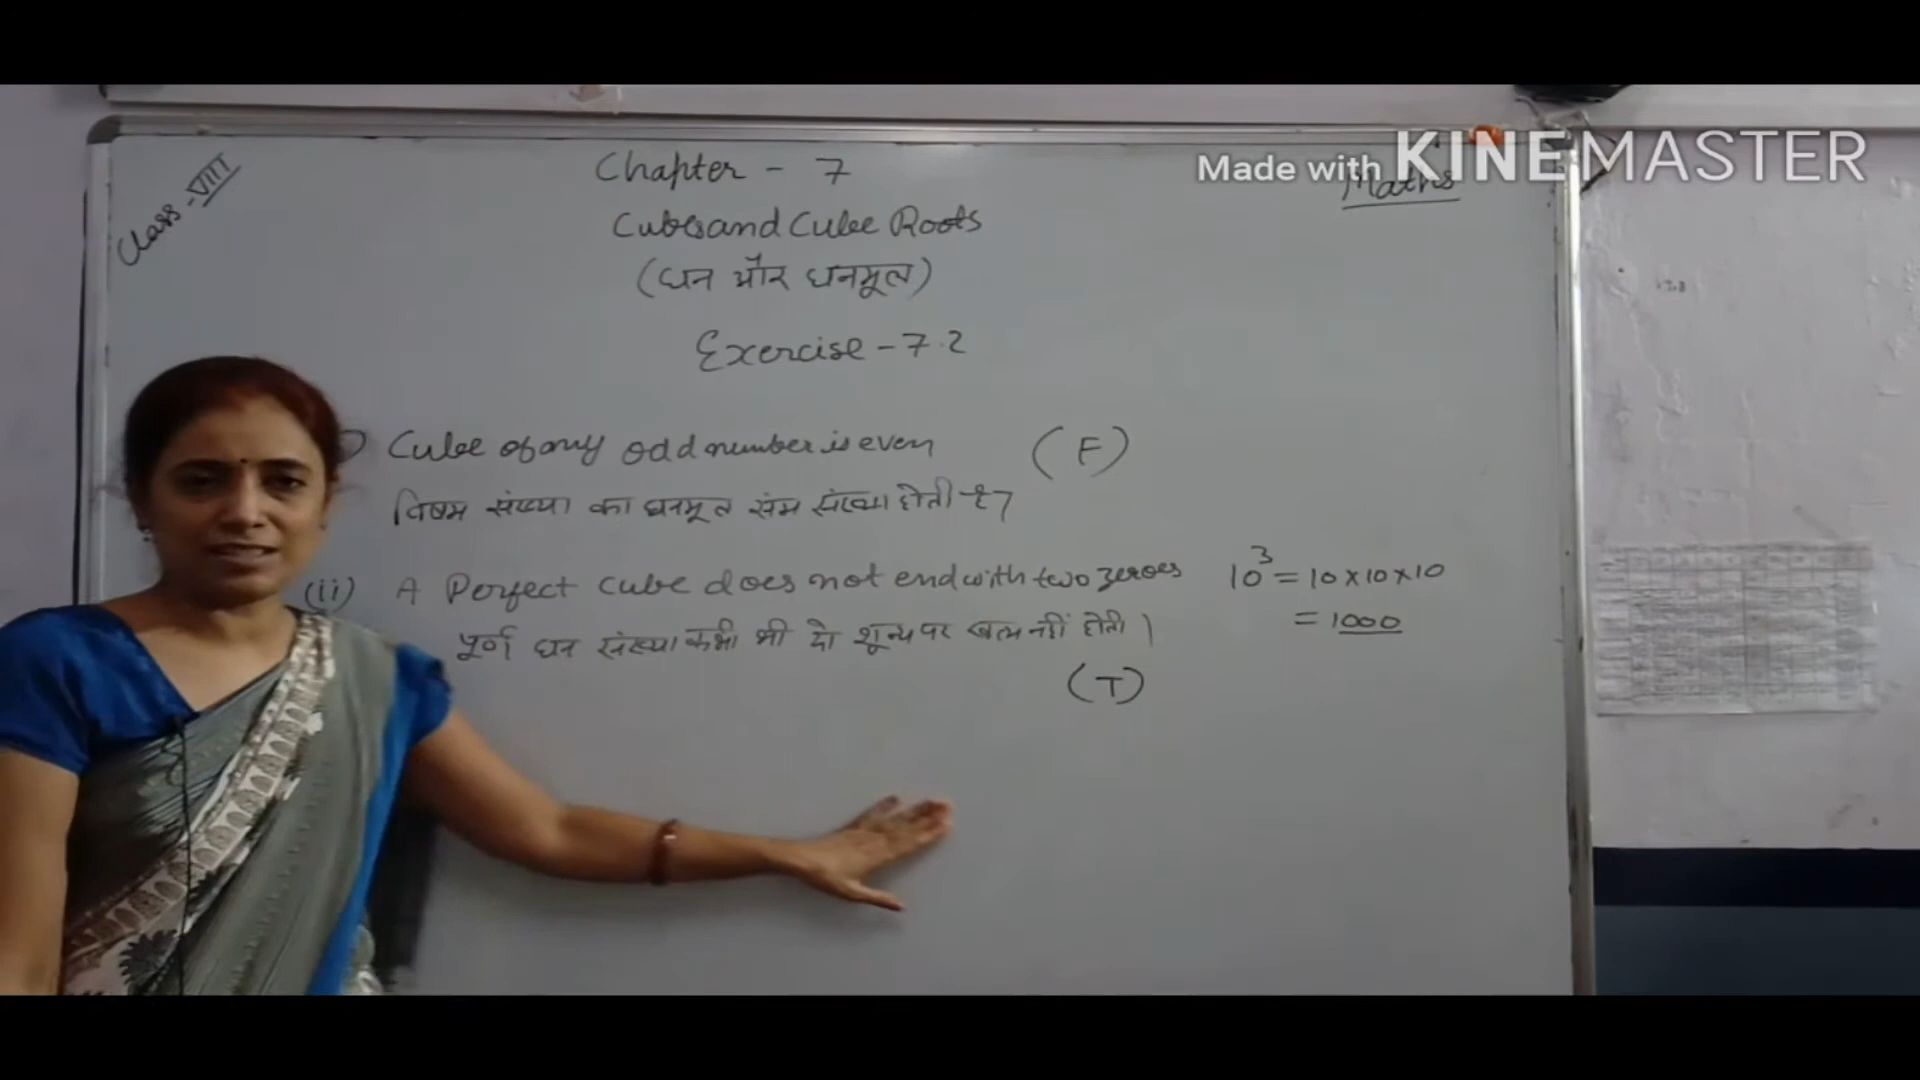 Made with KINEMASTER
Class - VIII
Maths
Chapter - 7
Cubes and Cube Roots
(घन और घनमूल)
Exercise - 7.2
) Cube of any odd number is even (F)
विषम संख्या का घनमूल सम संख्या होती है
(ii) A Perfect cube does not end with two zeroes
पूर्ण घन संख्या कभी भी दो शून्य पर खत्म नहीं होती।
(T)
10³ = 10 x 10 x 10
= 1000